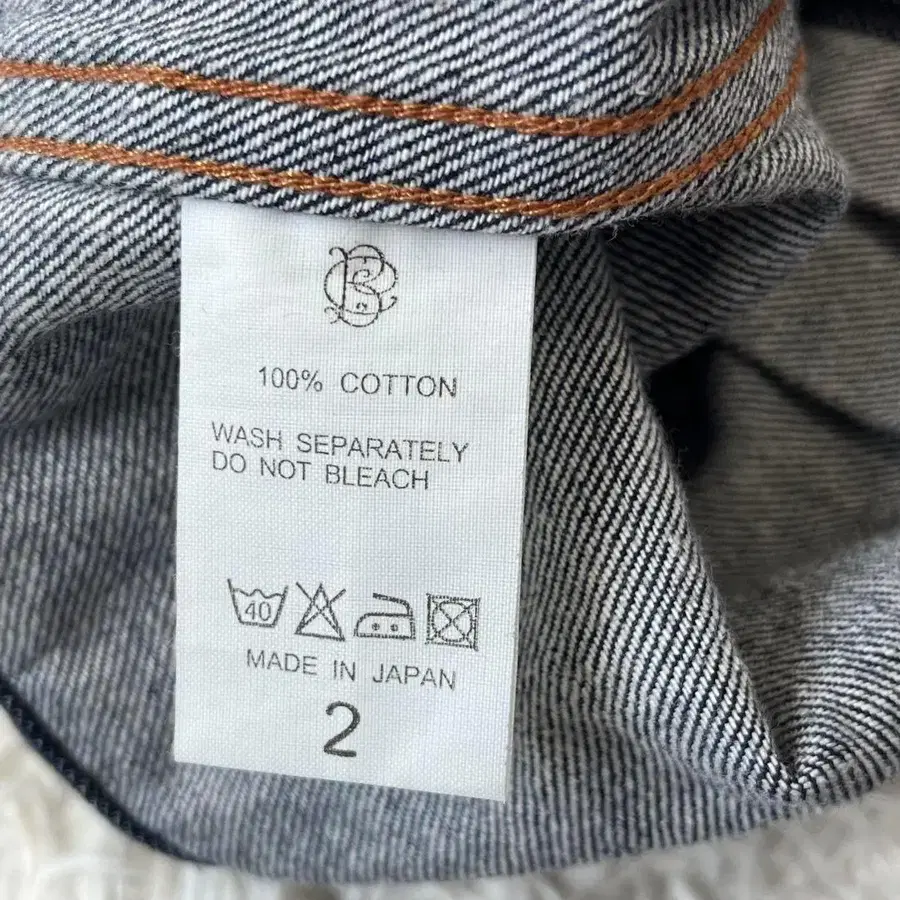 100% COTTON
WASH SEPARATELY
DO NOT BLEACH
40
MADE IN JAPAN
2